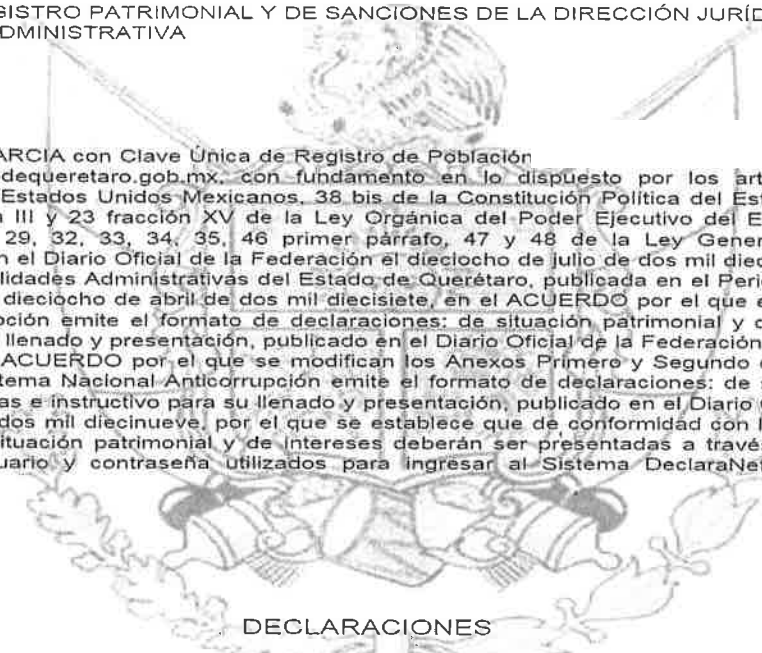 GISTRO PATRIMONIAL Y DE SANCIONES DE LA DIRECCIÓN JURÍD
DMINISTRATIVA
ARCIA con Clave Única de Registro de Población
dequeretaro.gob.mx, con fundamento en lo dispuesto por los art
Estados Unidos Mexicanos, 38 bis de la Constitución Política del Est
III y 23 fracción XV de la Ley Orgánica del Poder Ejecutivo del E
29, 32, 33, 34, 35, 46 primer párrafo, 47 y 48 de la Ley Gener
n el Diario Oficial de la Federación el dieciocho de julio de dos mil diec
lidades Administrativas del Estado de Querétaro, publicada en el Peri
dieciocho de abril de dos mil diecisiete, en el ACUERDO por el que e
pción emite el formato de declaraciones: de situación patrimonial y d
llenado y presentación, publicado en el Diario Oficial de la Federación
ACUERDO por el que se modifican los Anexos Primero y Segundo
tema Nacional Anticorrupción emite el formato de declaraciones: de s
as e instructivo para su llenado y presentación, publicado en el Diario
dos mil diecinueve, por el que se establece que de conformidad con l
ituación patrimonial y de intereses deberán ser presentadas a travé
uario y contraseña utilizados para ingresar al Sistema DeclaraNet
DECLARACIONES